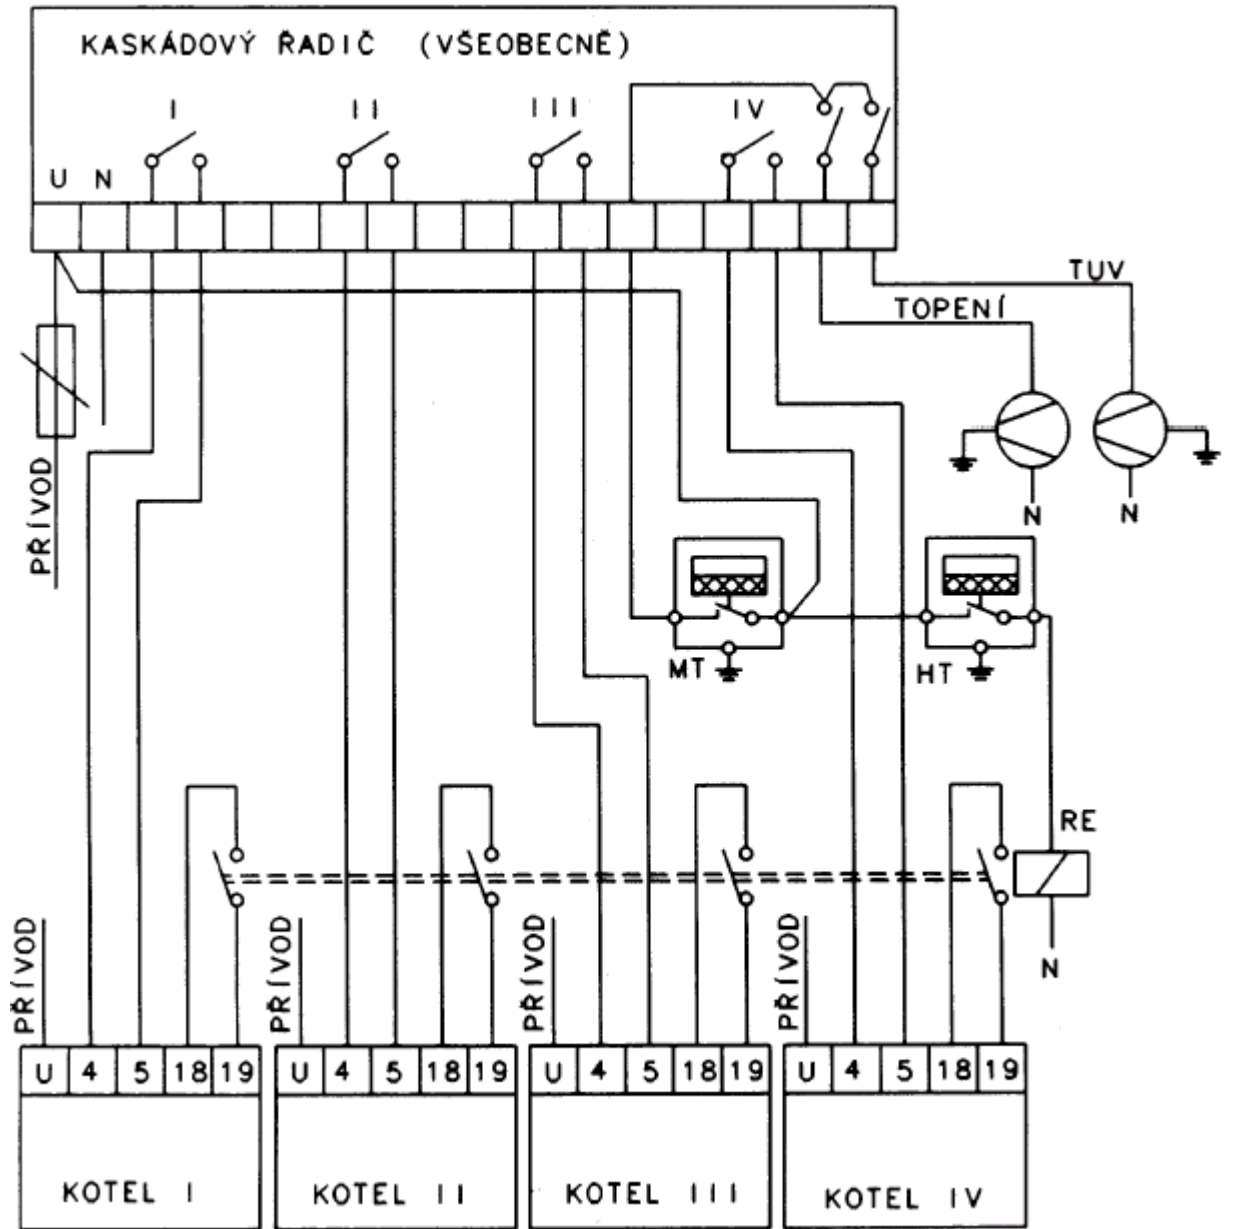 KASKÁDOVÝ ŘADIČ (VŠEOBECNĚ)
I II III IV
U N
TUV
TOPENÍ
PŘÍVOD
N N
MT HT
RE
N
PŘÍVOD PŘÍVOD PŘÍVOD PŘÍVOD
U 4 5 18 19 U 4 5 18 19 U 4 5 18 19 U 4 5 18 19
KOTEL I KOTEL II KOTEL III KOTEL IV